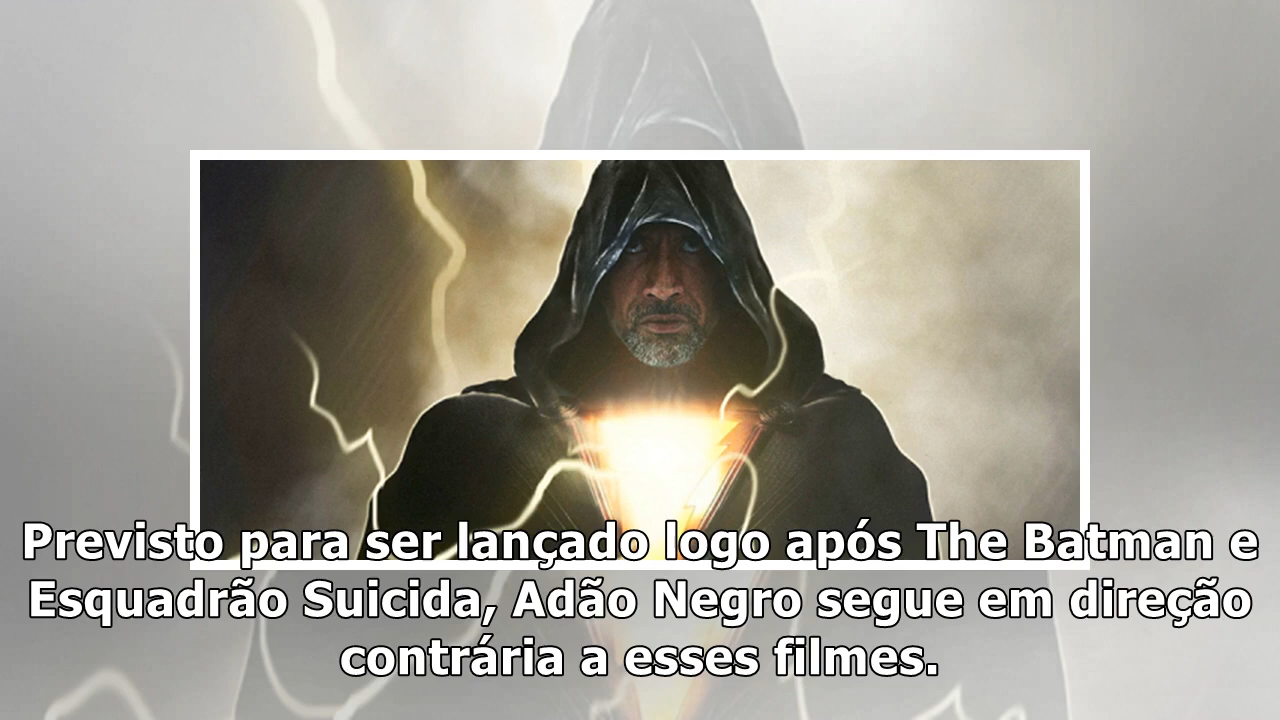 Previsto para ser lançado logo após The Batman e
Esquadrão Suicida, Adão Negro segue em direção
contrária a esses filmes.